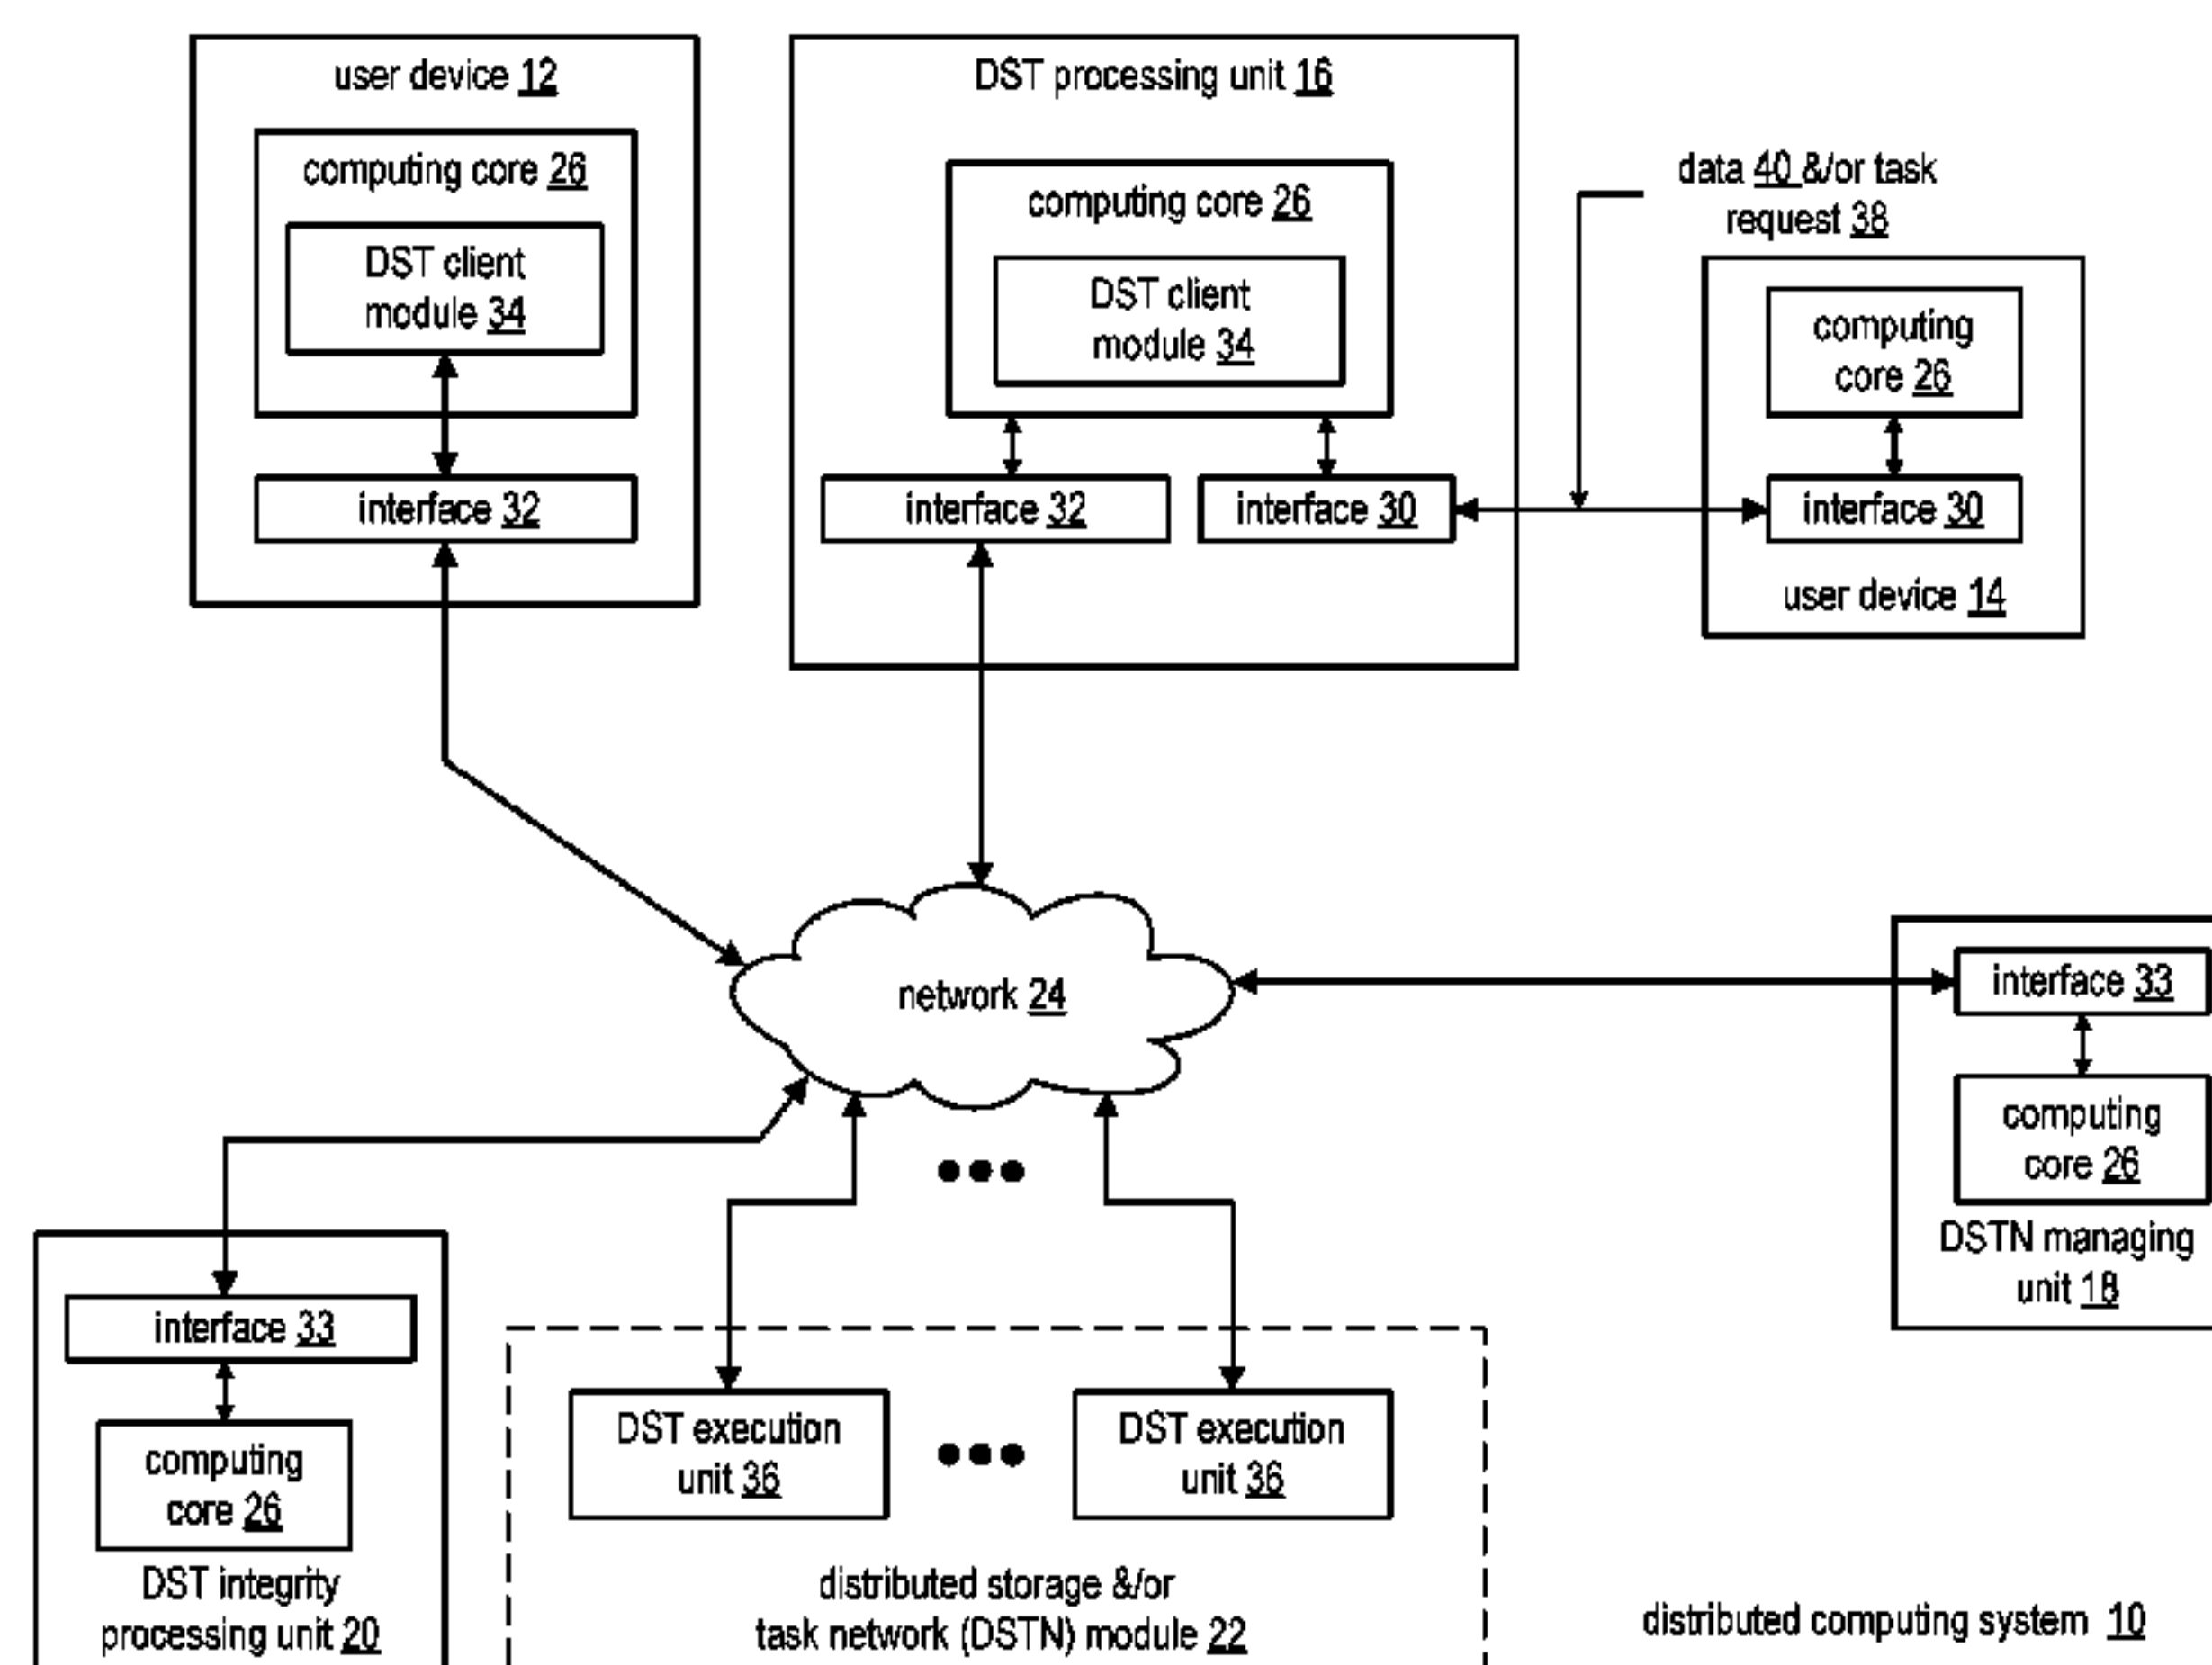 user device 12
computing core 26
DST client
module 34
interface 32
DST processing unit 16
computing core 26
DST client
module 34
interface 32
interface 30
data 40 &/or task
request 38
computing
core 26
interface 30
user device 14
network 24
interface 33
computing
core 26
DSTN managing
unit 18
interface 33
computing
core 26
DST integrity
processing unit 20
DST execution
unit 36
DST execution
unit 36
distributed storage &/or
task network (DSTN) module 22
distributed computing system 10